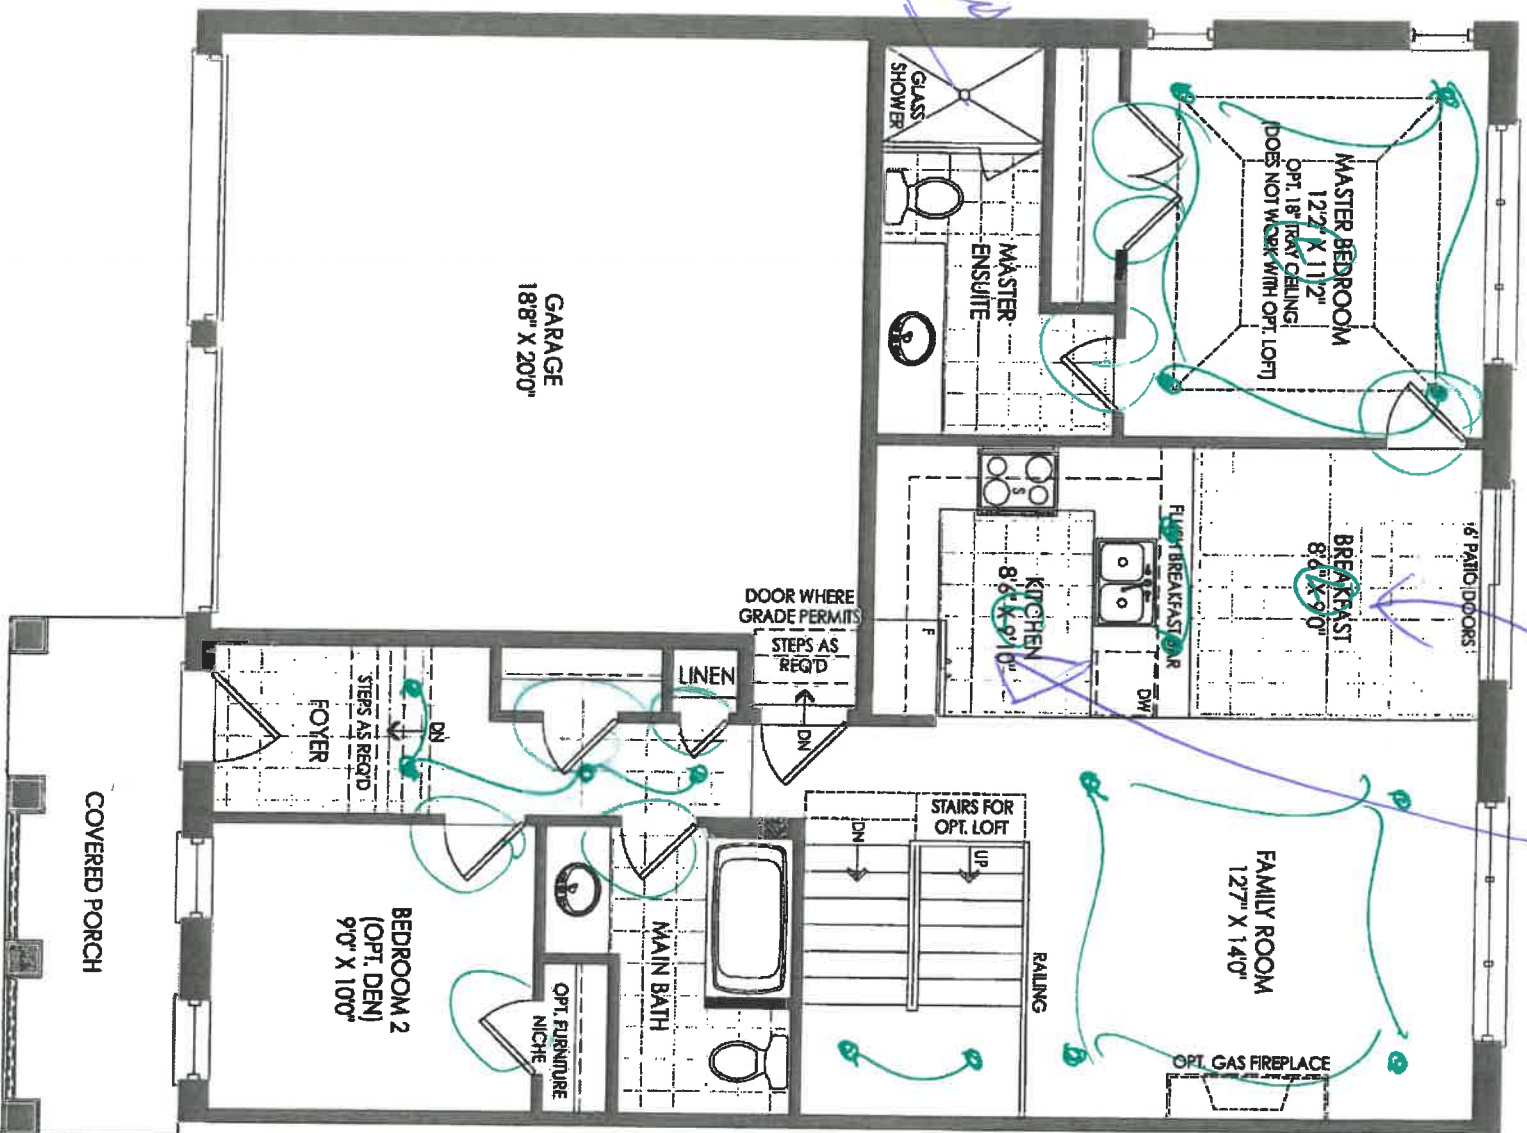 GLASS
SHOWER
MASTER
ENSUITE
MASTER BEDROOM
12'2" X 11'2"
OPT. 18" TRAY CEILING
(DOES NOT WORK WITH OPT. LOFT)
GARAGE
18'8" X 20'0"
6' PATIO DOORS
BREAKFAST
8'6" X 9'0"
FLUSH BREAKFAST BAR
KITCHEN
8'6" X 9'10"
S
F
DW
DOOR WHERE
GRADE PERMITS
STEPS AS
REQ'D
DN
LINEN
FOYER
STEPS AS REQ'D
DN
STAIRS FOR
OPT. LOFT
DN
UP
RAILING
FAMILY ROOM
12'7" X 14'0"
OPT. GAS FIREPLACE
MAIN BATH
OPT. FURNITURE
NICHE
BEDROOM 2
(OPT. DEN)
9'0" X 10'0"
COVERED PORCH